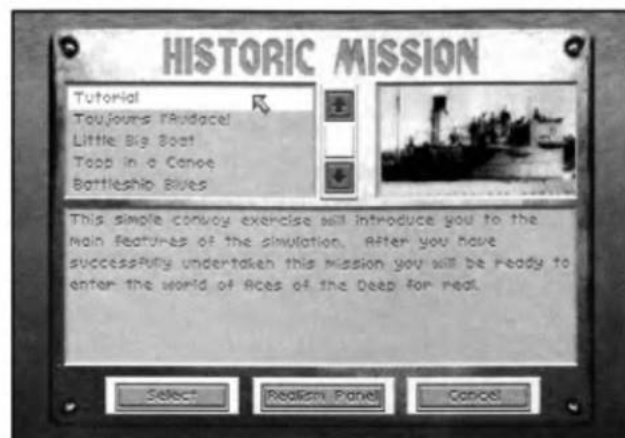 HISTORIC MISSION
Tutorial
Toujours l'Audace!
Little Big Boat
Topp in a Canoe
Battleship Blues
This simple convoy exercise will introduce you to the
main features of the simulation. After you have
successfully undertaken this mission you will be ready to
enter the world of Aces of the Deep for real.
Select
Realism Panel
Cancel